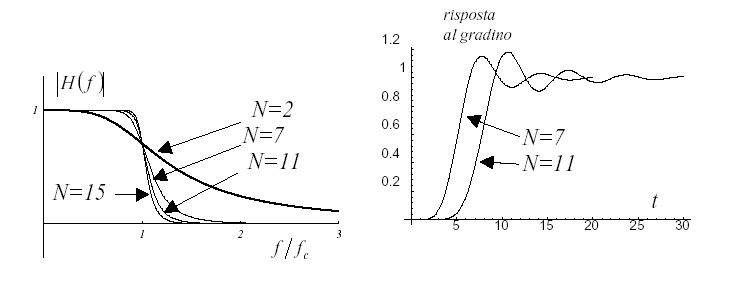 |H(f)|
1
N=2
N=7
N=11
N=15
1
2
3
f/fc
risposta
al gradino
1.2
1
0.8
0.6
0.4
0.2
N=7
N=11
t
5
10
15
20
25
30